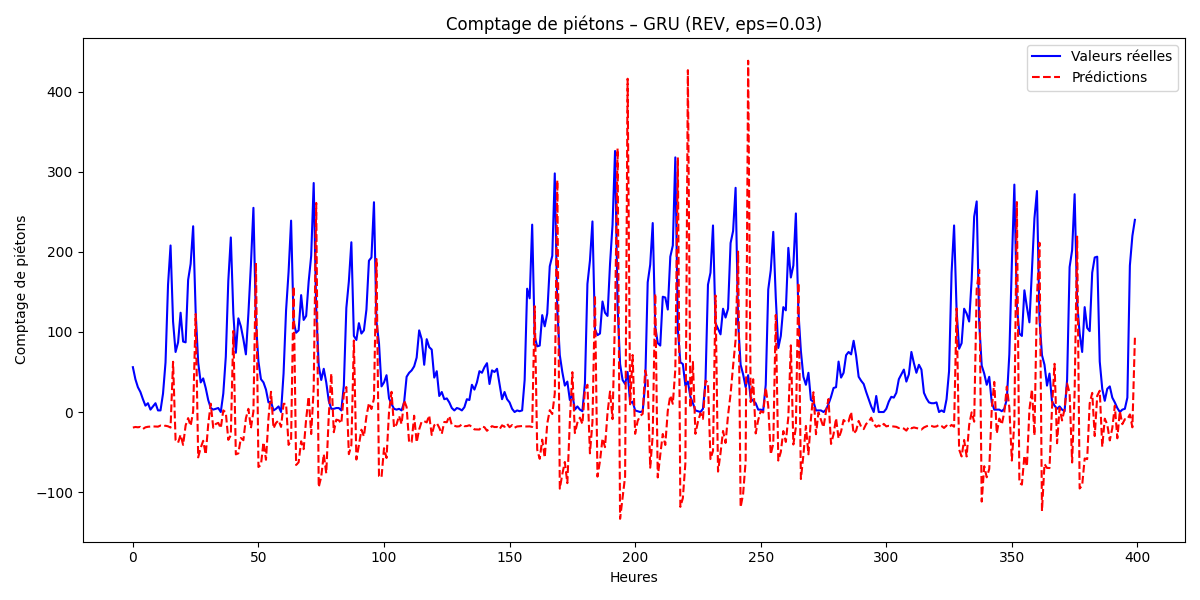 Comptage de piétons – GRU (REV, eps=0.03)
Valeurs réelles
Prédictions
Comptage de piétons
400
300
200
100
0
−100
0 50 100 150 200 250 300 350 400
Heures